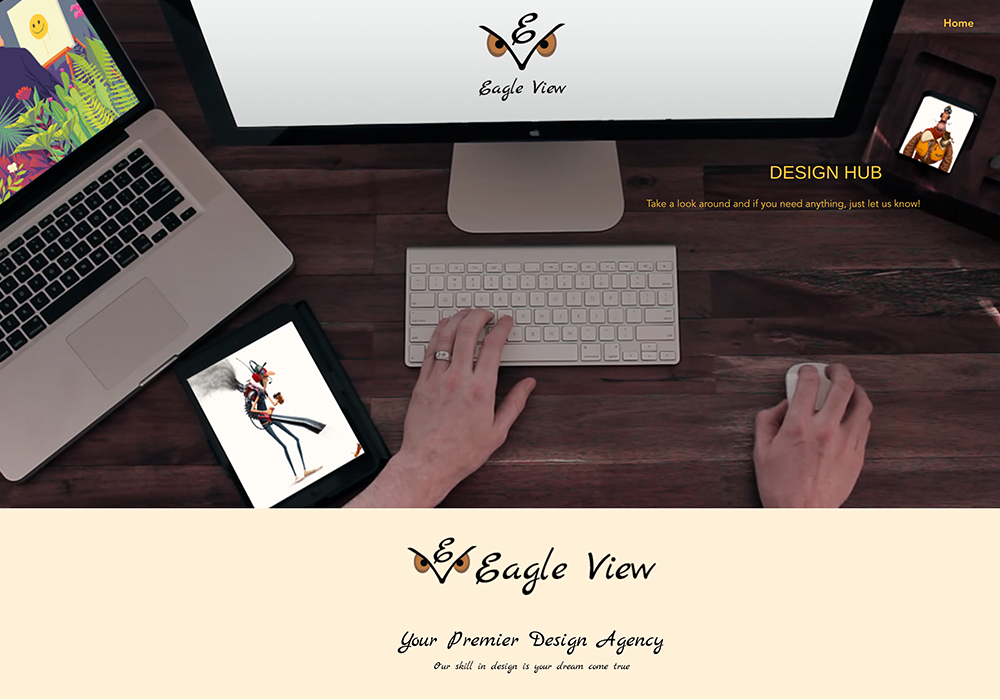 Home
E
Eagle View
DESIGN HUB
Take a look around and if you need anything, just let us know!
E Eagle View
Your Premier Design Agency
Our skill in design is your dream come true